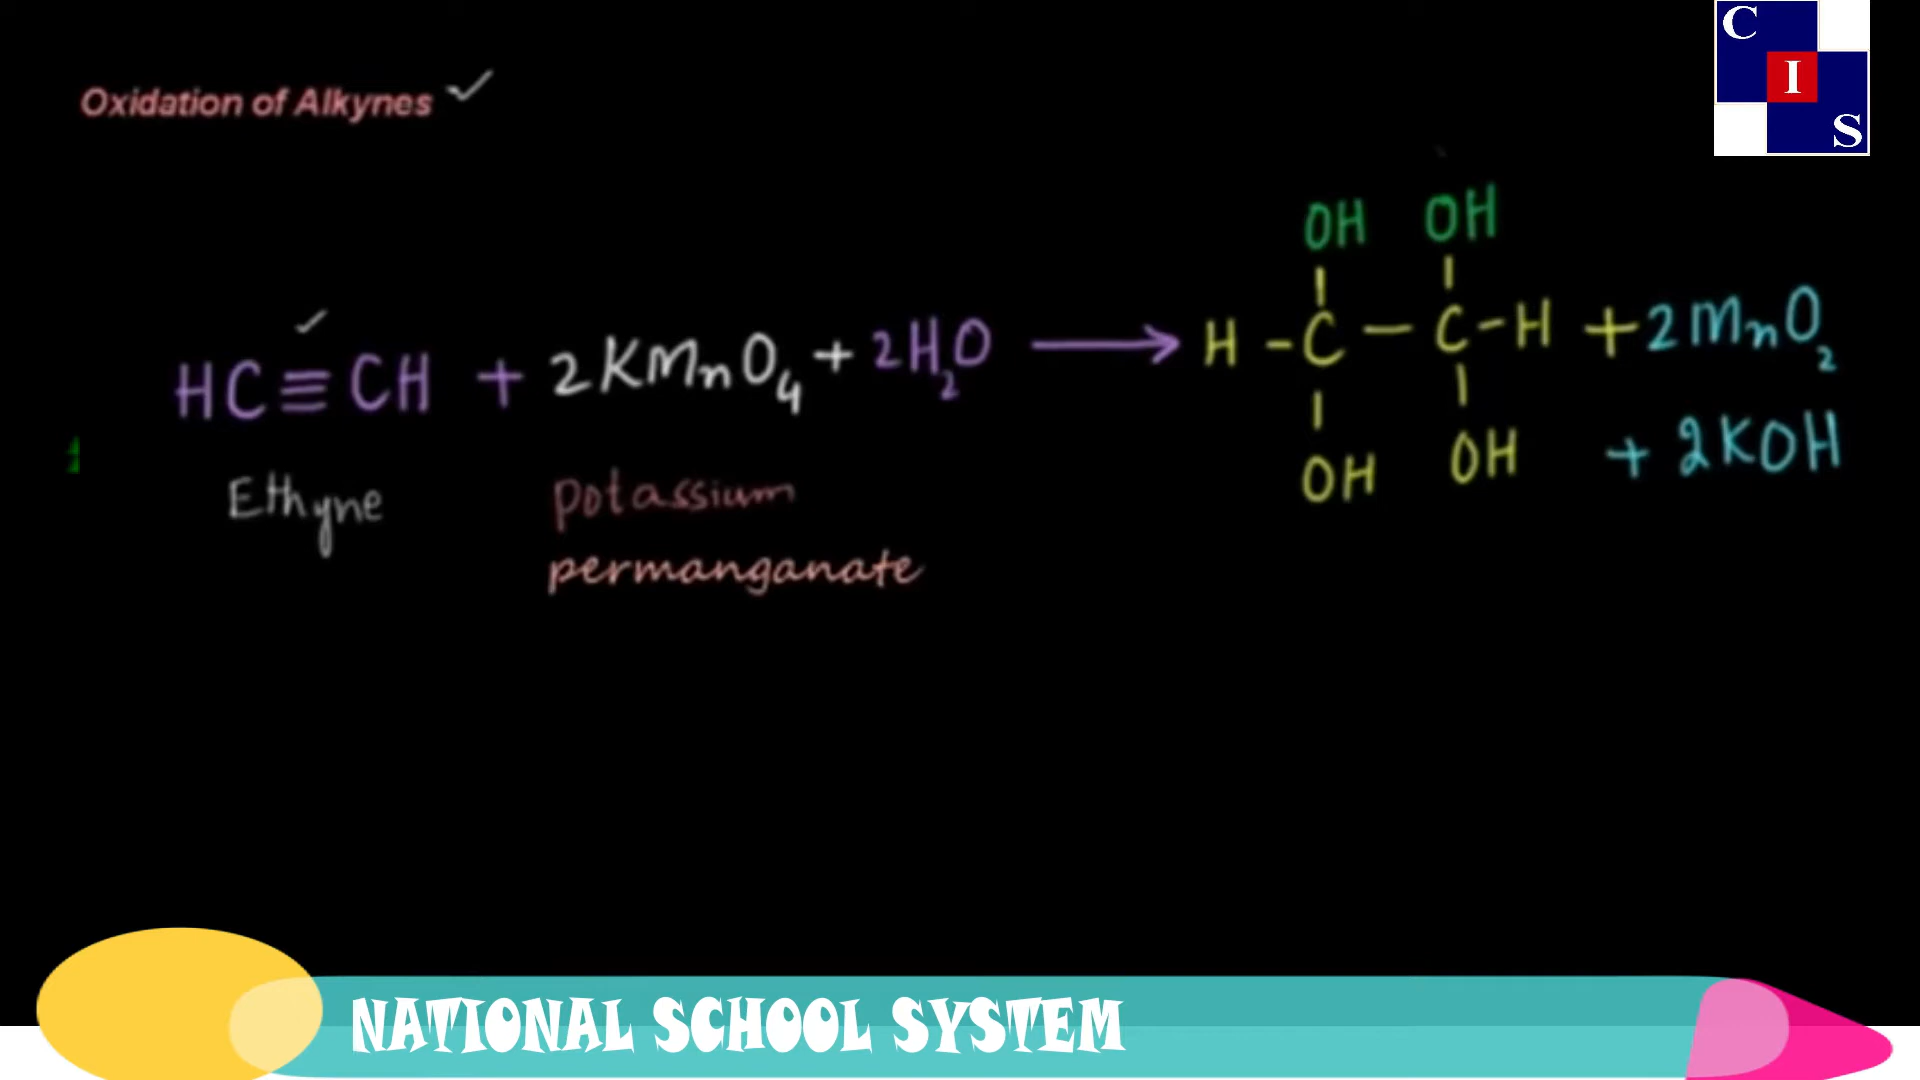 C
I
S
Oxidation of Alkynes
OH OH
HC≡CH + 2KMnO4 + 2H2O → H-C-C-H + 2MnO2
OH OH + 2KOH
Ethyne potassium
permanganate
NATIONAL SCHOOL SYSTEM